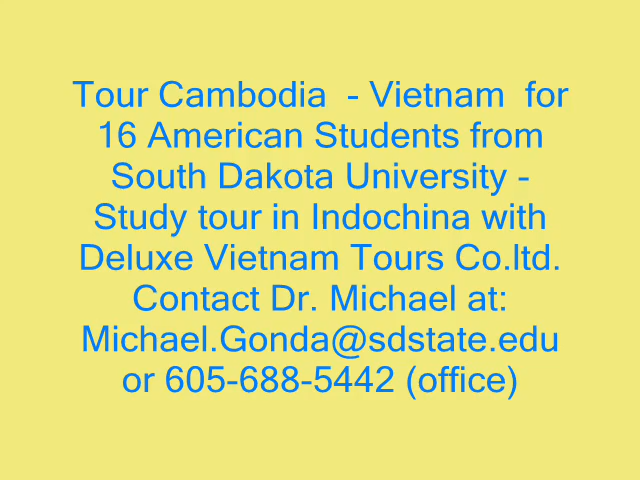 Tour Cambodia  - Vietnam  for
16 American Students from
South Dakota University -
Study tour in Indochina with
Deluxe Vietnam Tours Co.ltd.
Contact Dr. Michael at:
Michael.Gonda@sdstate.edu
or 605-688-5442 (office)